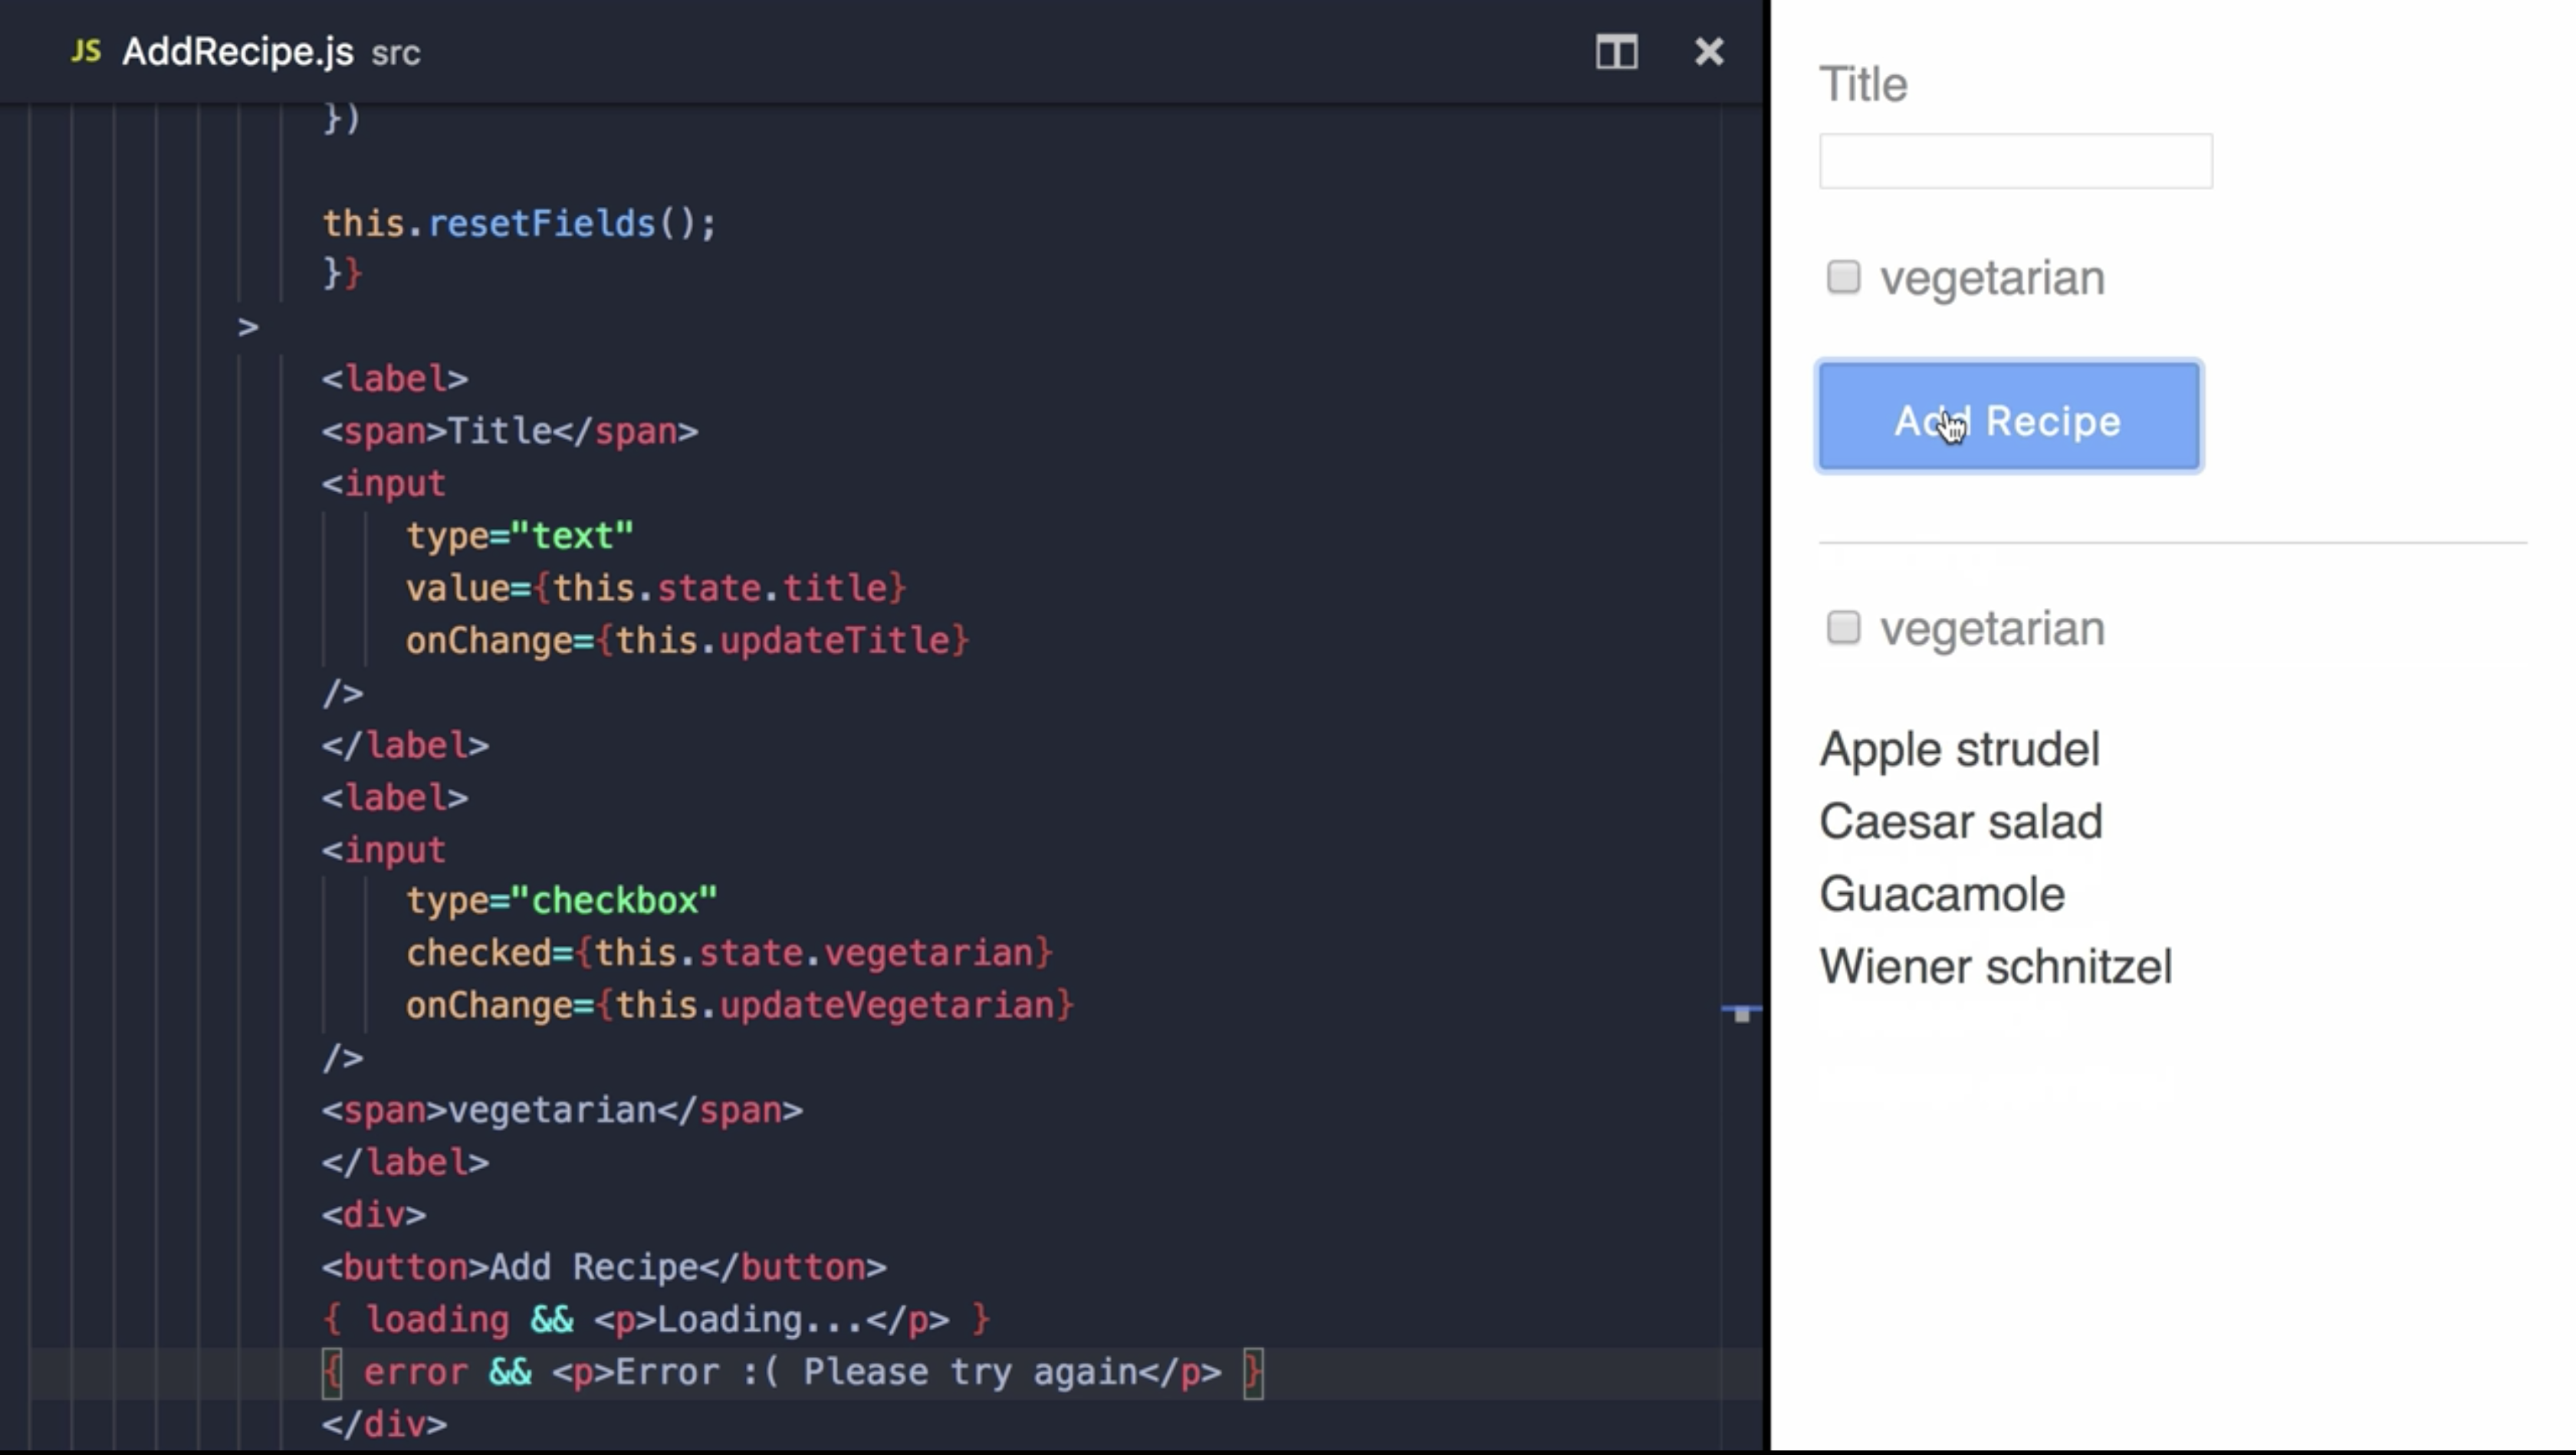 JS AddRecipe.js src
})
this.resetFields();
}}
>
<label>
<span>Title</span>
<input
type="text"
value={this.state.title}
onChange={this.updateTitle}
/>
</label>
<label>
<input
type="checkbox"
checked={this.state.vegetarian}
onChange={this.updateVegetarian}
/>
<span>vegetarian</span>
</label>
<div>
<button>Add Recipe</button>
{ loading && <p>Loading...</p> }
{ error && <p>Error :( Please try again</p> }
</div>
Title
vegetarian
Add Recipe
vegetarian
Apple strudel
Caesar salad
Guacamole
Wiener schnitzel